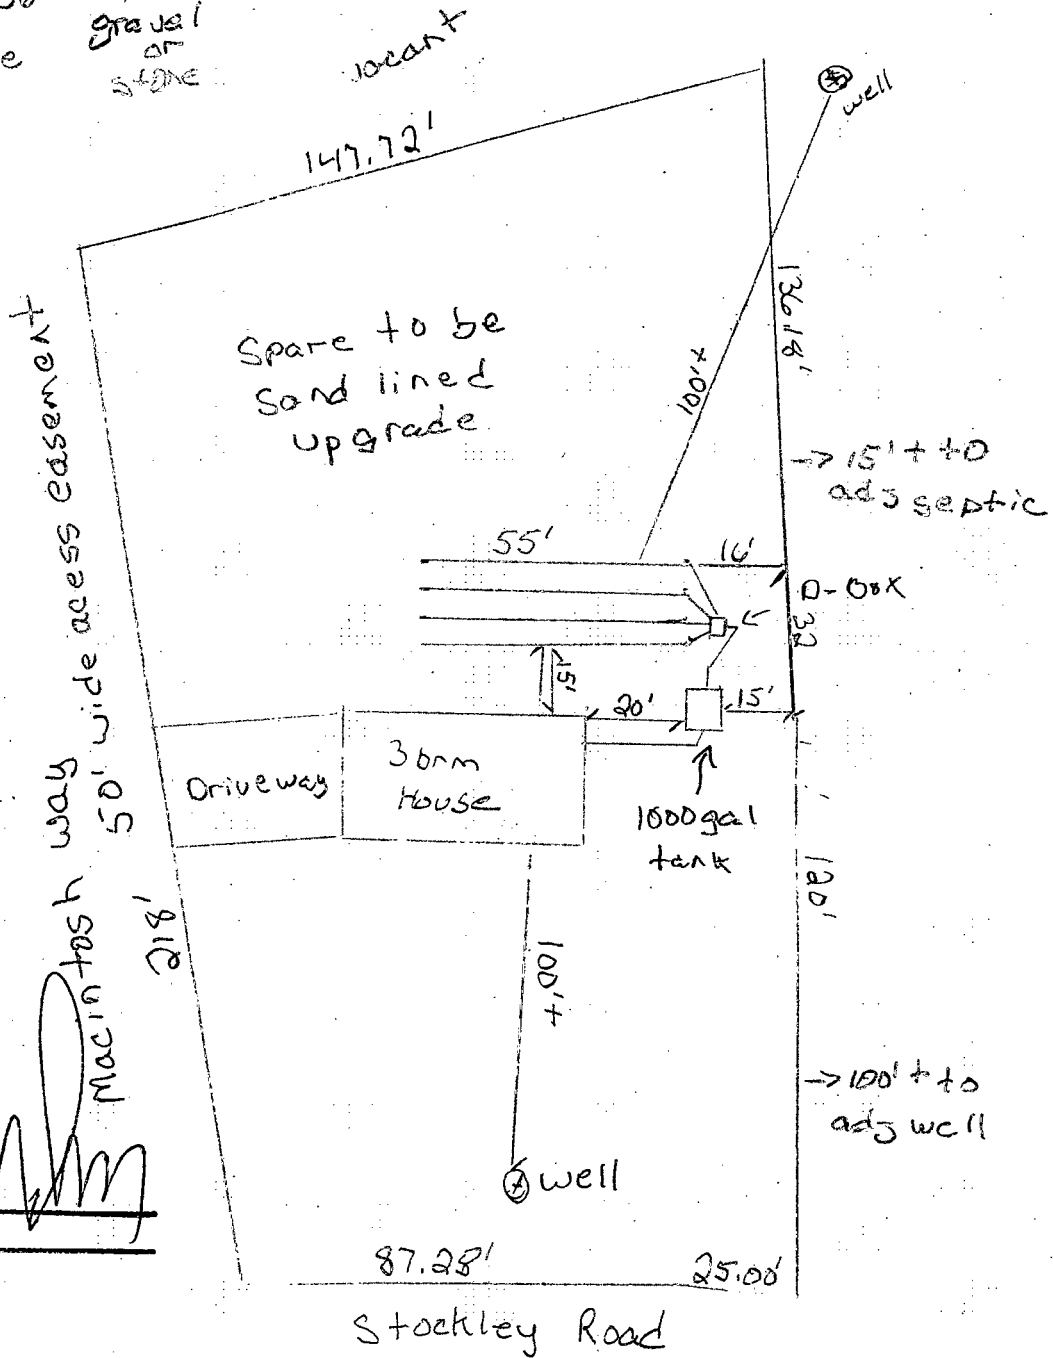 gravel
or
stone
vacant
well
147.72'
136.18'
100'+
Spare to be
Sand lined
upgrade
-> 15'+ to
adj septic
55'
16'
D-Box
32
15'
20'
15'
Driveway
3 brm
House
1000gal
tank
Macintosh way
50' wide acess easement
218'
120'
100'+
-> 100'+ to
adj well
well
87.28'
25.00'
Stockley Road